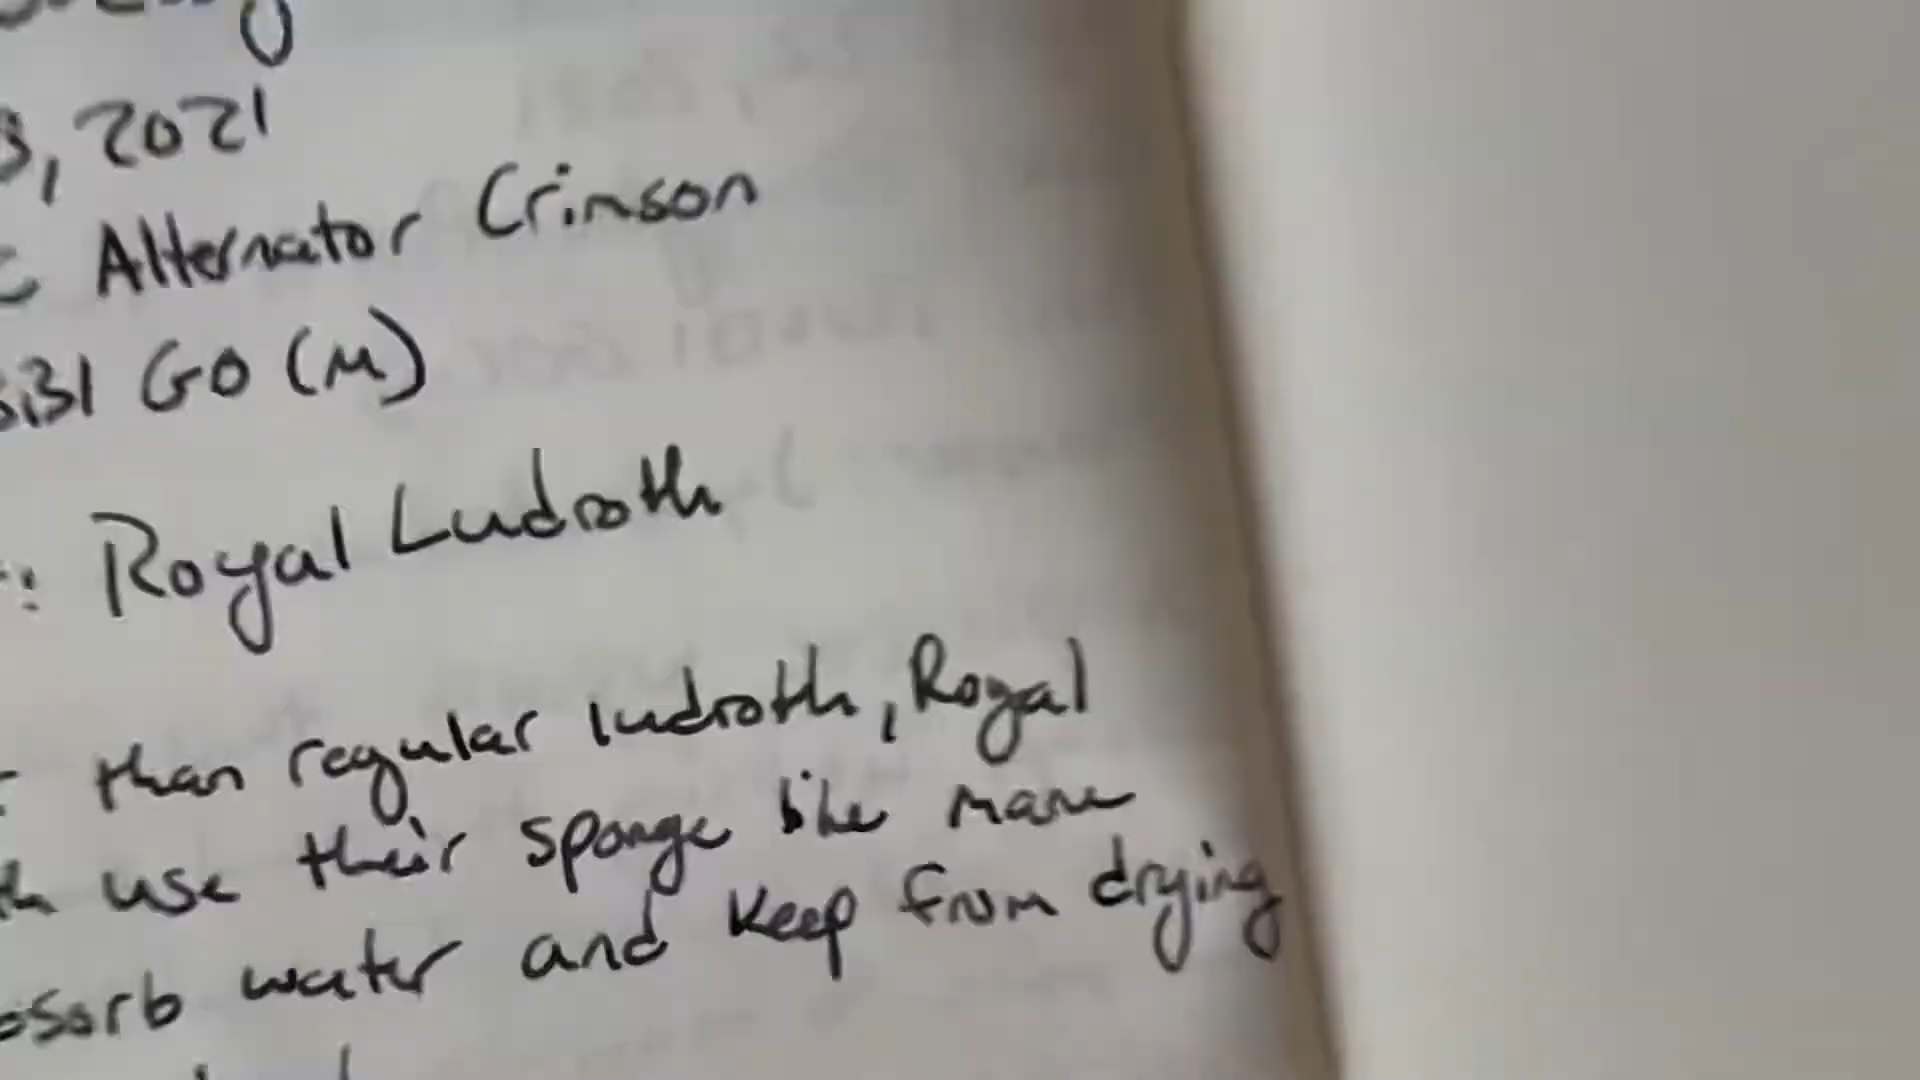 3, 2021
Alternator Crimson
31 GO (M)
: Royal Ludroth
than regular ludroth, Royal
use their sponge like mane
water and keep from drying